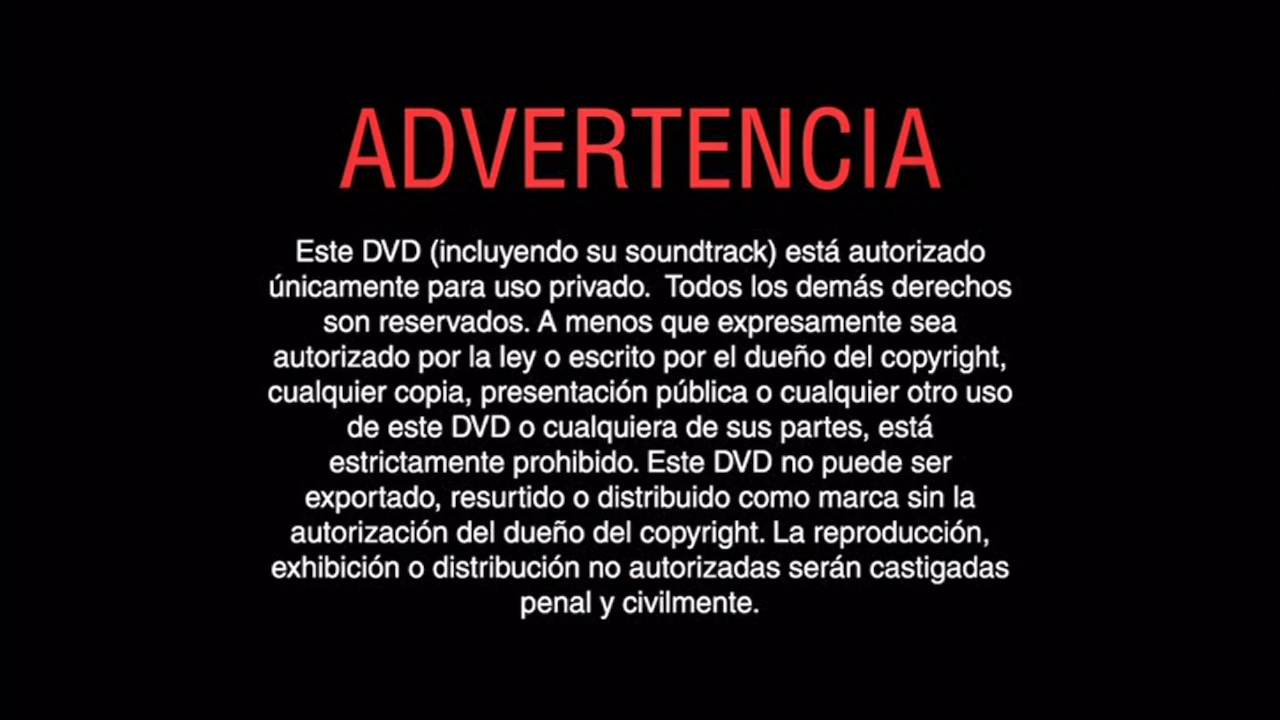 ADVERTENCIA
Este DVD (incluyendo su soundtrack) está autorizado
únicamente para uso privado.  Todos los demás derechos
son reservados. A menos que expresamente sea
autorizado por la ley o escrito por el dueño del copyright,
cualquier copia, presentación pública o cualquier otro uso
de este DVD o cualquiera de sus partes, está
estrictamente prohibido. Este DVD no puede ser
exportado, resurtido o distribuido como marca sin la
autorización del dueño del copyright. La reproducción,
exhibición o distribución no autorizadas serán castigadas
penal y civilmente.